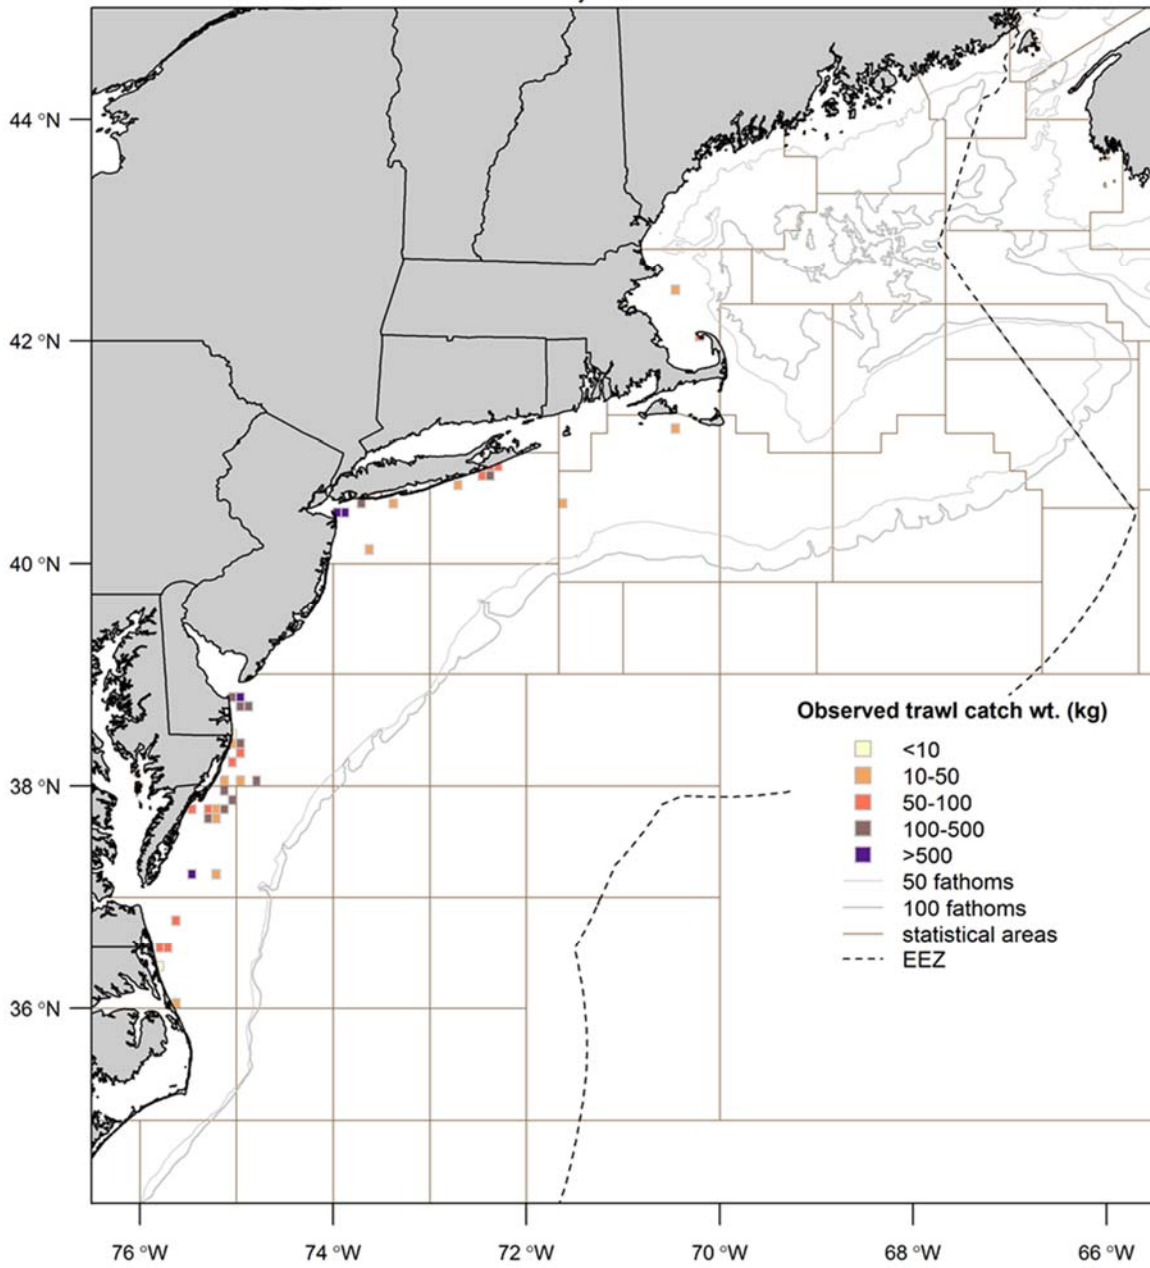 44 °N
42 °N
40 °N
38 °N
36 °N
Observed trawl catch wt. (kg)
<10
10-50
50-100
100-500
>500
50 fathoms
100 fathoms
statistical areas
EEZ
76 °W
74 °W
72 °W
70 °W
68 °W
66 °W